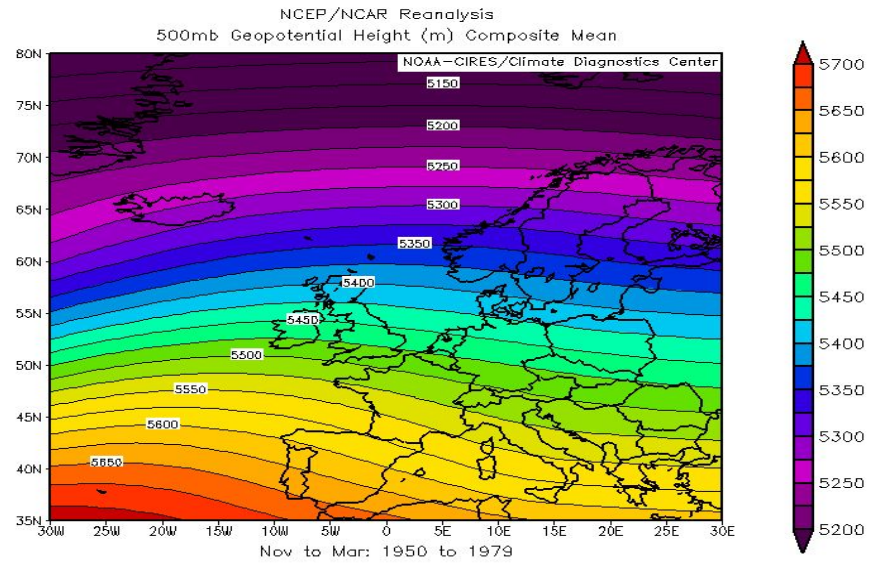 NCEP/NCAR Reanalysis
500mb Geopotential Height (m) Composite Mean
NOAA-CIRES/Climate Diagnostics Center
80N
75N
70N
65N
60N
55N
50N
45N
40N
35N
5150
5200
5250
5300
5350
5400
5450
5500
5550
5600
5650
30W 25W 20W 15W 10W 5W 0 5E 10E 15E 20E 25E 30E
Nov to Mar: 1950 to 1979
5700
5650
5600
5550
5500
5450
5400
5350
5300
5250
5200